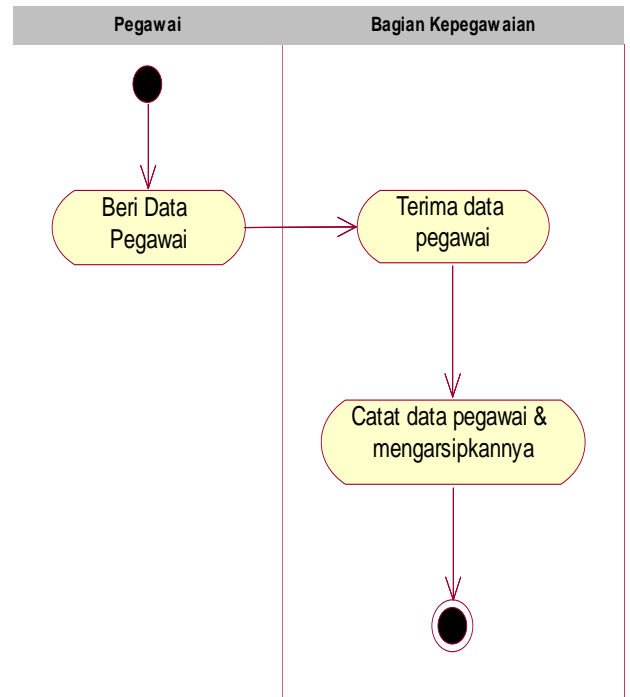 Pegawai
Bagian Kepegawaian
Beri Data
Pegawai
Terima data
pegawai
Catat data pegawai &
mengarsipkannya